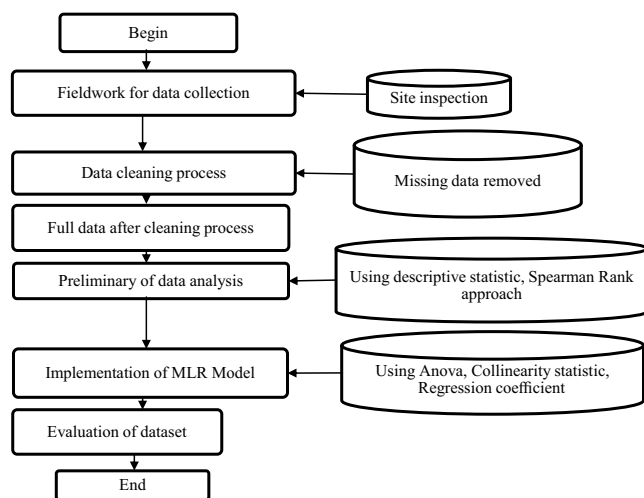 Begin
Fieldwork for data collection
Site inspection
Data cleaning process
Missing data removed
Full data after cleaning process
Preliminary of data analysis
Using descriptive statistic, Spearman Rank
approach
Implementation of MLR Model
Using Anova, Collinearity statistic,
Regression coefficient
Evaluation of dataset
End